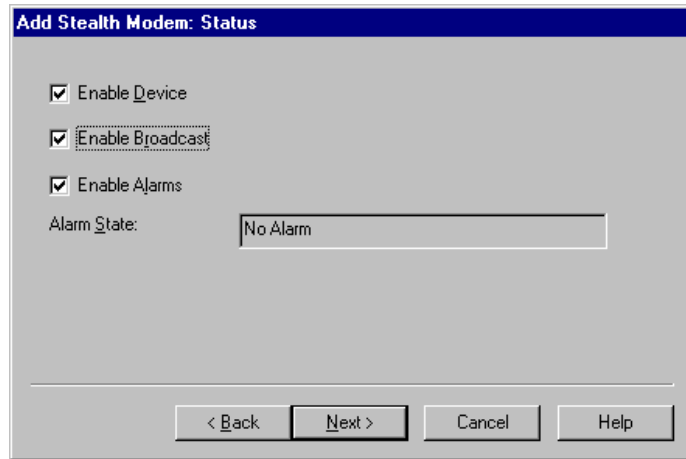 Add Stealth Modem: Status
Enable Device
Enable Broadcast
Enable Alarms
Alarm State: No Alarm
< Back Next > Cancel Help